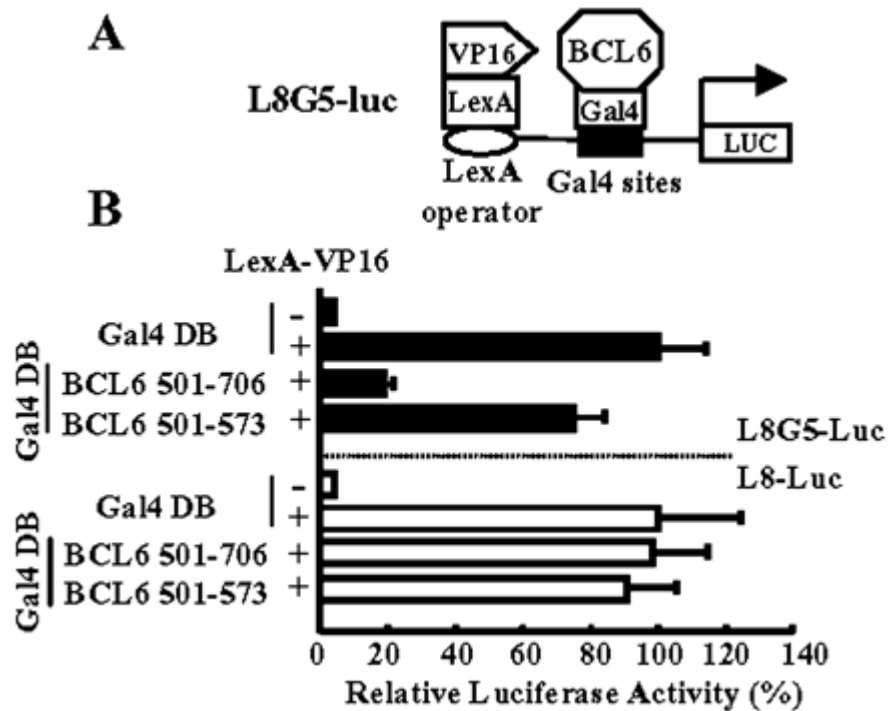 A
VP16
BCL6
L8G5-luc
LexA
Gal4
LUC
LexA
operator
Gal4 sites
B
LexA-VP16
Gal4 DB
-
+
Gal4 DB
BCL6 501-706
+
BCL6 501-573
+
L8G5-Luc
L8-Luc
Gal4 DB
-
+
Gal4 DB
BCL6 501-706
+
BCL6 501-573
+
0 20 40 60 80 100 120 140
Relative Luciferase Activity (%)